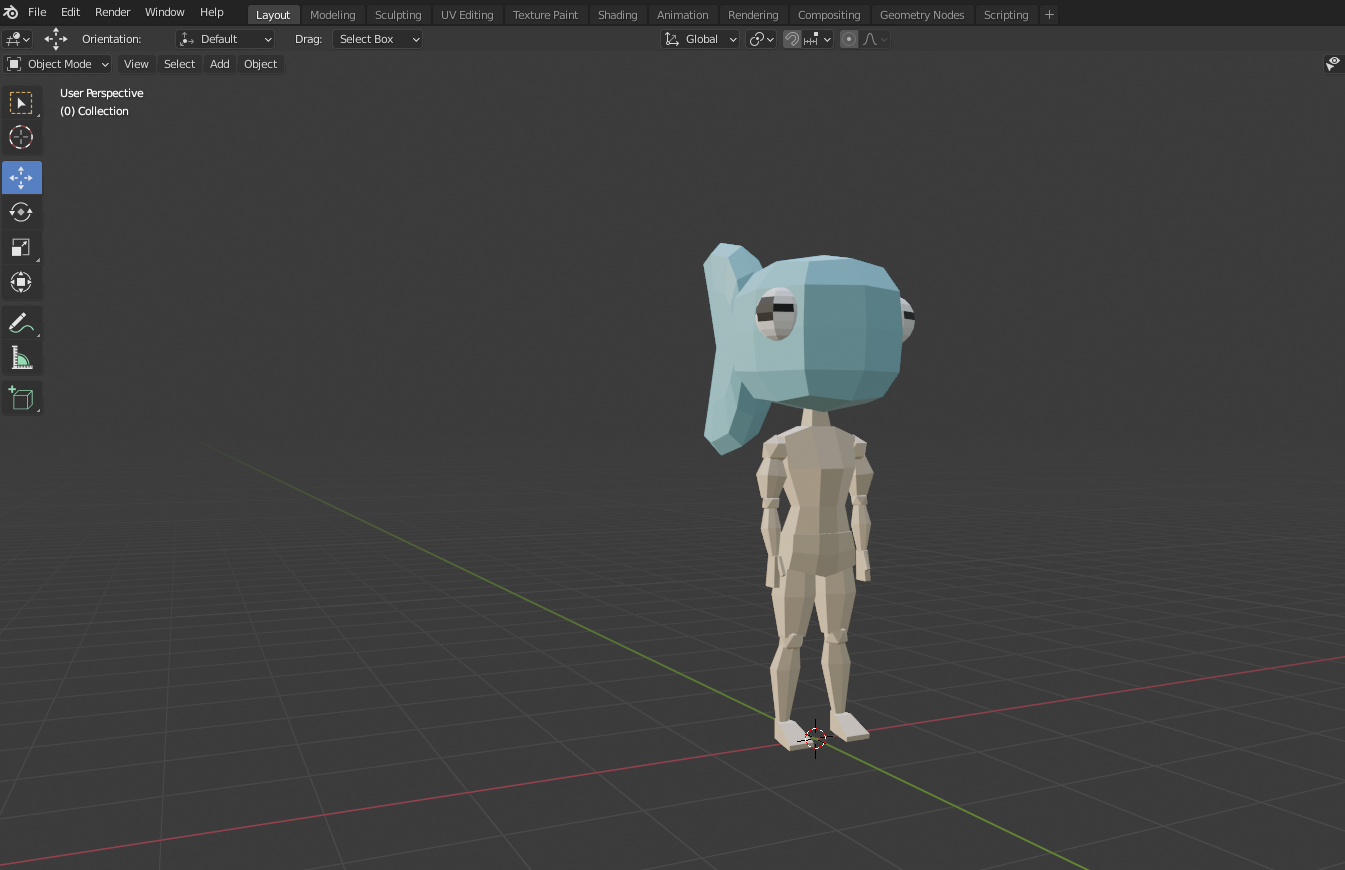 File Edit Render Window Help Layout Modeling Sculpting UV Editing Texture Paint Shading Animation Rendering Compositing Geometry Nodes Scripting +
Orientation: Default Drag: Select Box Global
Object Mode View Select Add Object
User Perspective
(0) Collection